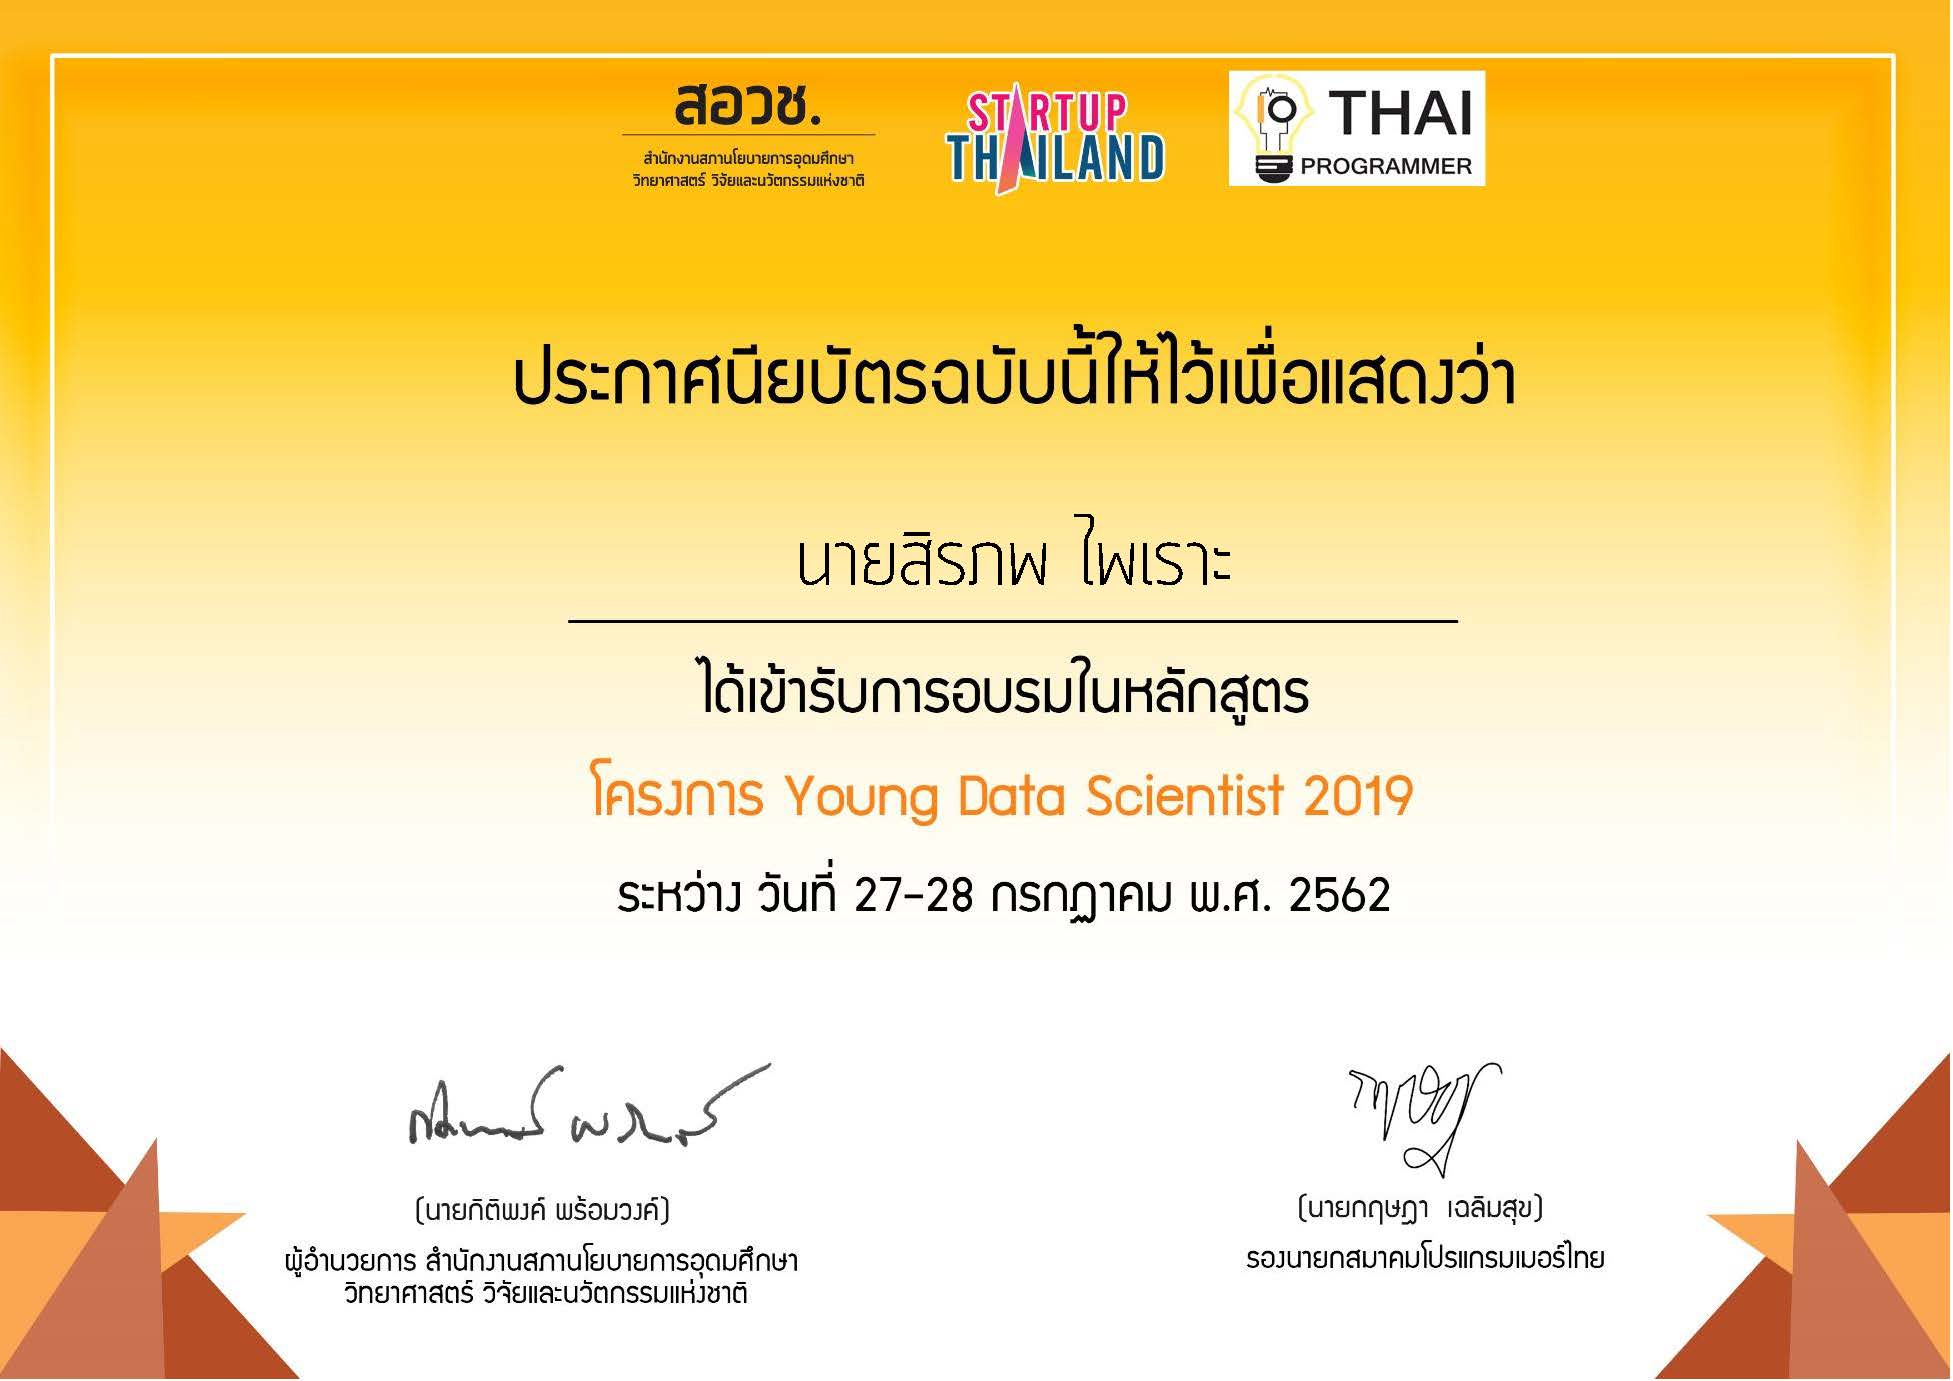 สอวช.
สำนักงานสภานโยบายการอุดมศึกษา
วิทยาศาสตร์ วิจัยและนวัตกรรมแห่งชาติ
STARTUP
THAILAND
THAI
PROGRAMMER
ประกาศนียบัตรฉบับนี้ให้ไว้เพื่อแสดงว่า
นายสิรภพ ไพเราะ
ได้เข้ารับการอบรมในหลักสูตร
โครงการ Young Data Scientist 2019
ระหว่าง วันที่ 27-28 กรกฎาคม พ.ศ. 2562
(นายกิติพงค์ พร้อมวงค์)
ผู้อำนวยการ สำนักงานสภานโยบายการอุดมศึกษา
วิทยาศาสตร์ วิจัยและนวัตกรรมแห่งชาติ
(นายกฤษฎา เฉลิมสุข)
รองนายกสมาคมโปรแกรมเมอร์ไทย